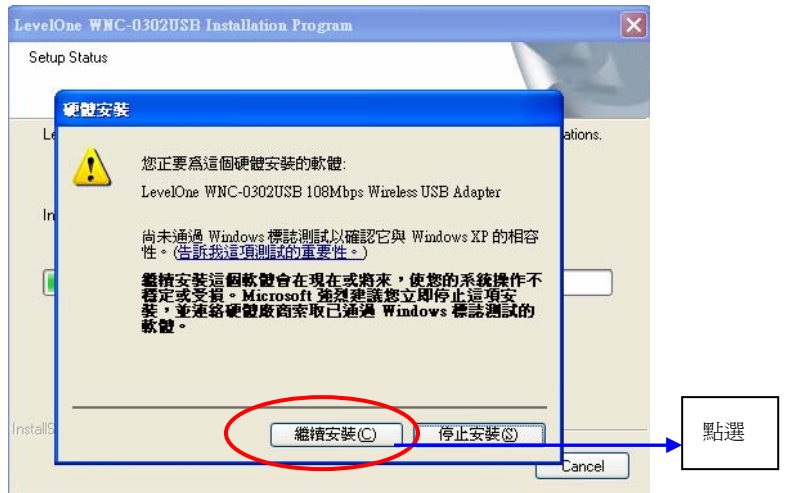 LevelOne WNC-0302USB Installation Program
Setup Status
硬體安裝
Le
ations.
您正要為這個硬體安裝的軟體:
LevelOne WNC-0302USB 108Mbps Wireless USB Adapter
In
尚未通過 Windows 標誌測試以確認它與 Windows XP 的相容
性。(告訴我這項測試的重要性。)
繼續安裝這個軟體會在現在或將來，使您的系統操作不
穩定或受損。Microsoft 強烈建議您立即停止這項安
裝，並連絡硬體廠商索取已通過 Windows 標誌測試的
軟體。
InstallS
繼續安裝(C)
停止安裝(S)
點選
Cancel